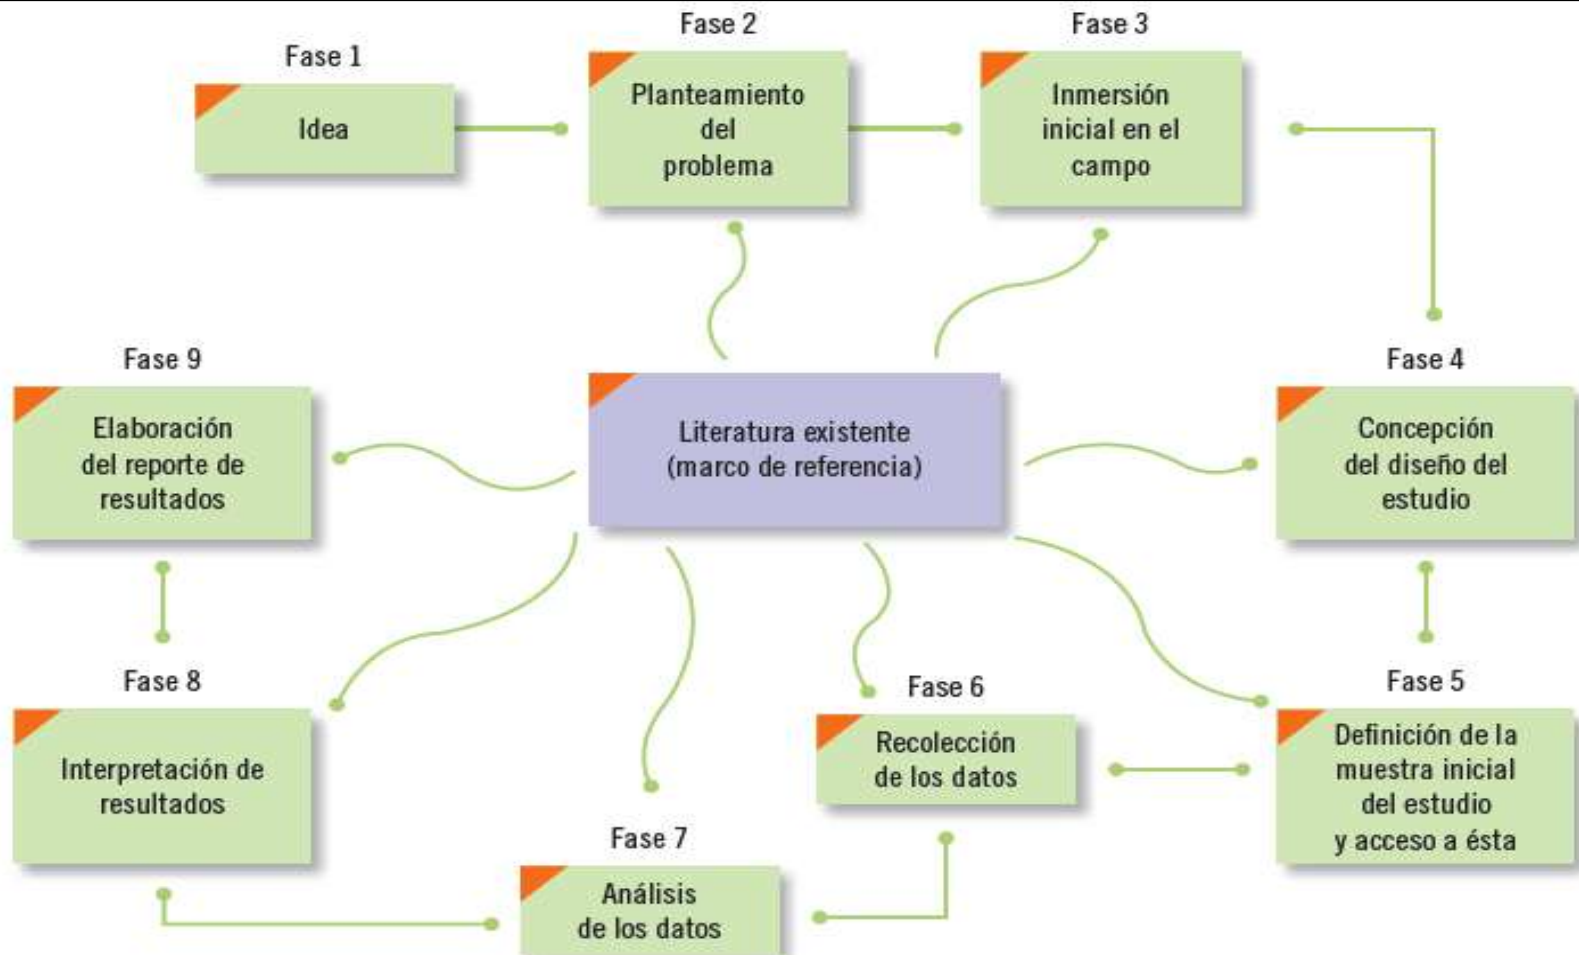 Fase 1
Idea
Fase 2
Planteamiento
del
problema
Fase 3
Inmersión
inicial en el
campo
Fase 4
Concepción
del diseño del
estudio
Fase 5
Definición de la
muestra inicial
del estudio
y acceso a ésta
Fase 6
Recolección
de los datos
Fase 7
Análisis
de los datos
Fase 8
Interpretación de
resultados
Fase 9
Elaboración
del reporte de
resultados
Literatura existente
(marco de referencia)